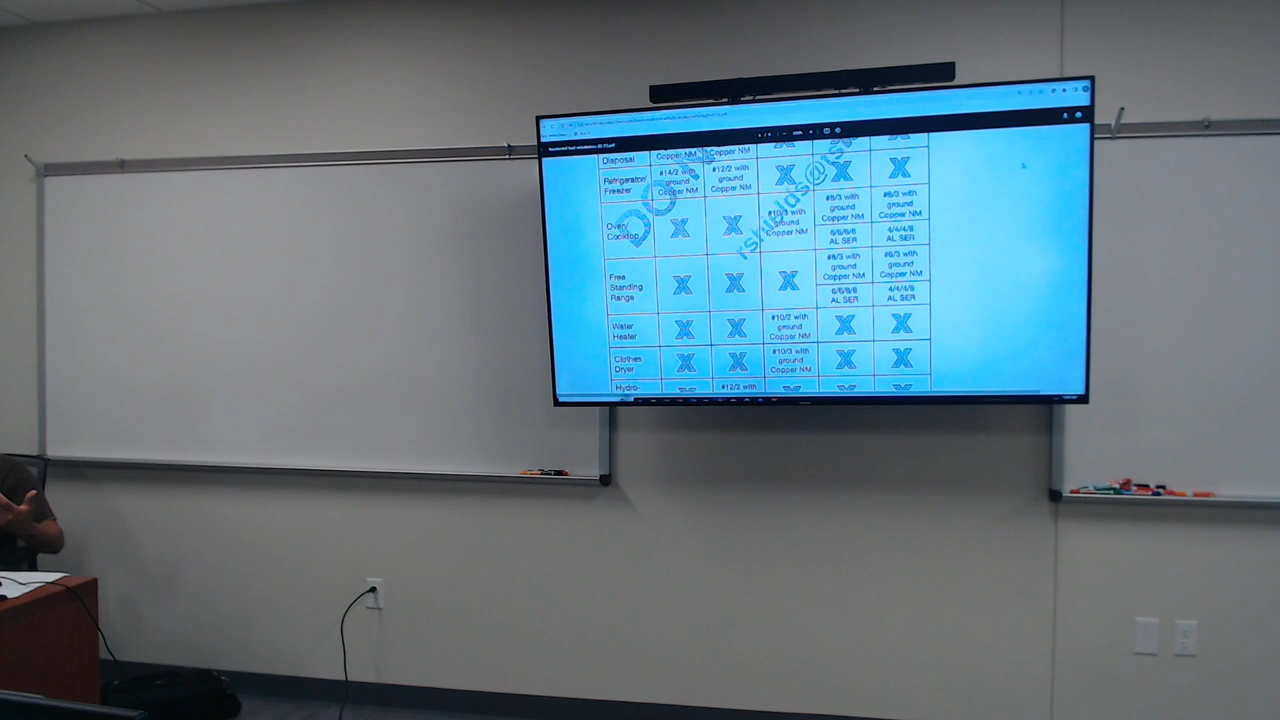 Disposal
Copper NM
Copper NM
X
X
X
Refrigerator/
Freezer
#14/2 with
ground
Copper NM
#12/2 with
ground
Copper NM
X
X
X
Oven/
Cooktop
X
X
#10/3 with
ground
Copper NM
#8/3 with
ground
Copper NM
#6/3 with
ground
Copper NM
6/6/6/6
AL SER
4/4/4/6
AL SER
Free
Standing
Range
X
X
X
#8/3 with
ground
Copper NM
#6/3 with
ground
Copper NM
6/6/6/6
AL SER
4/4/4/6
AL SER
Water
Heater
X
X
#10/2 with
ground
Copper NM
X
X
Clothes
Dryer
X
X
#10/3 with
ground
Copper NM
X
X
Hydro-
X
#12/2 with
X
X
X